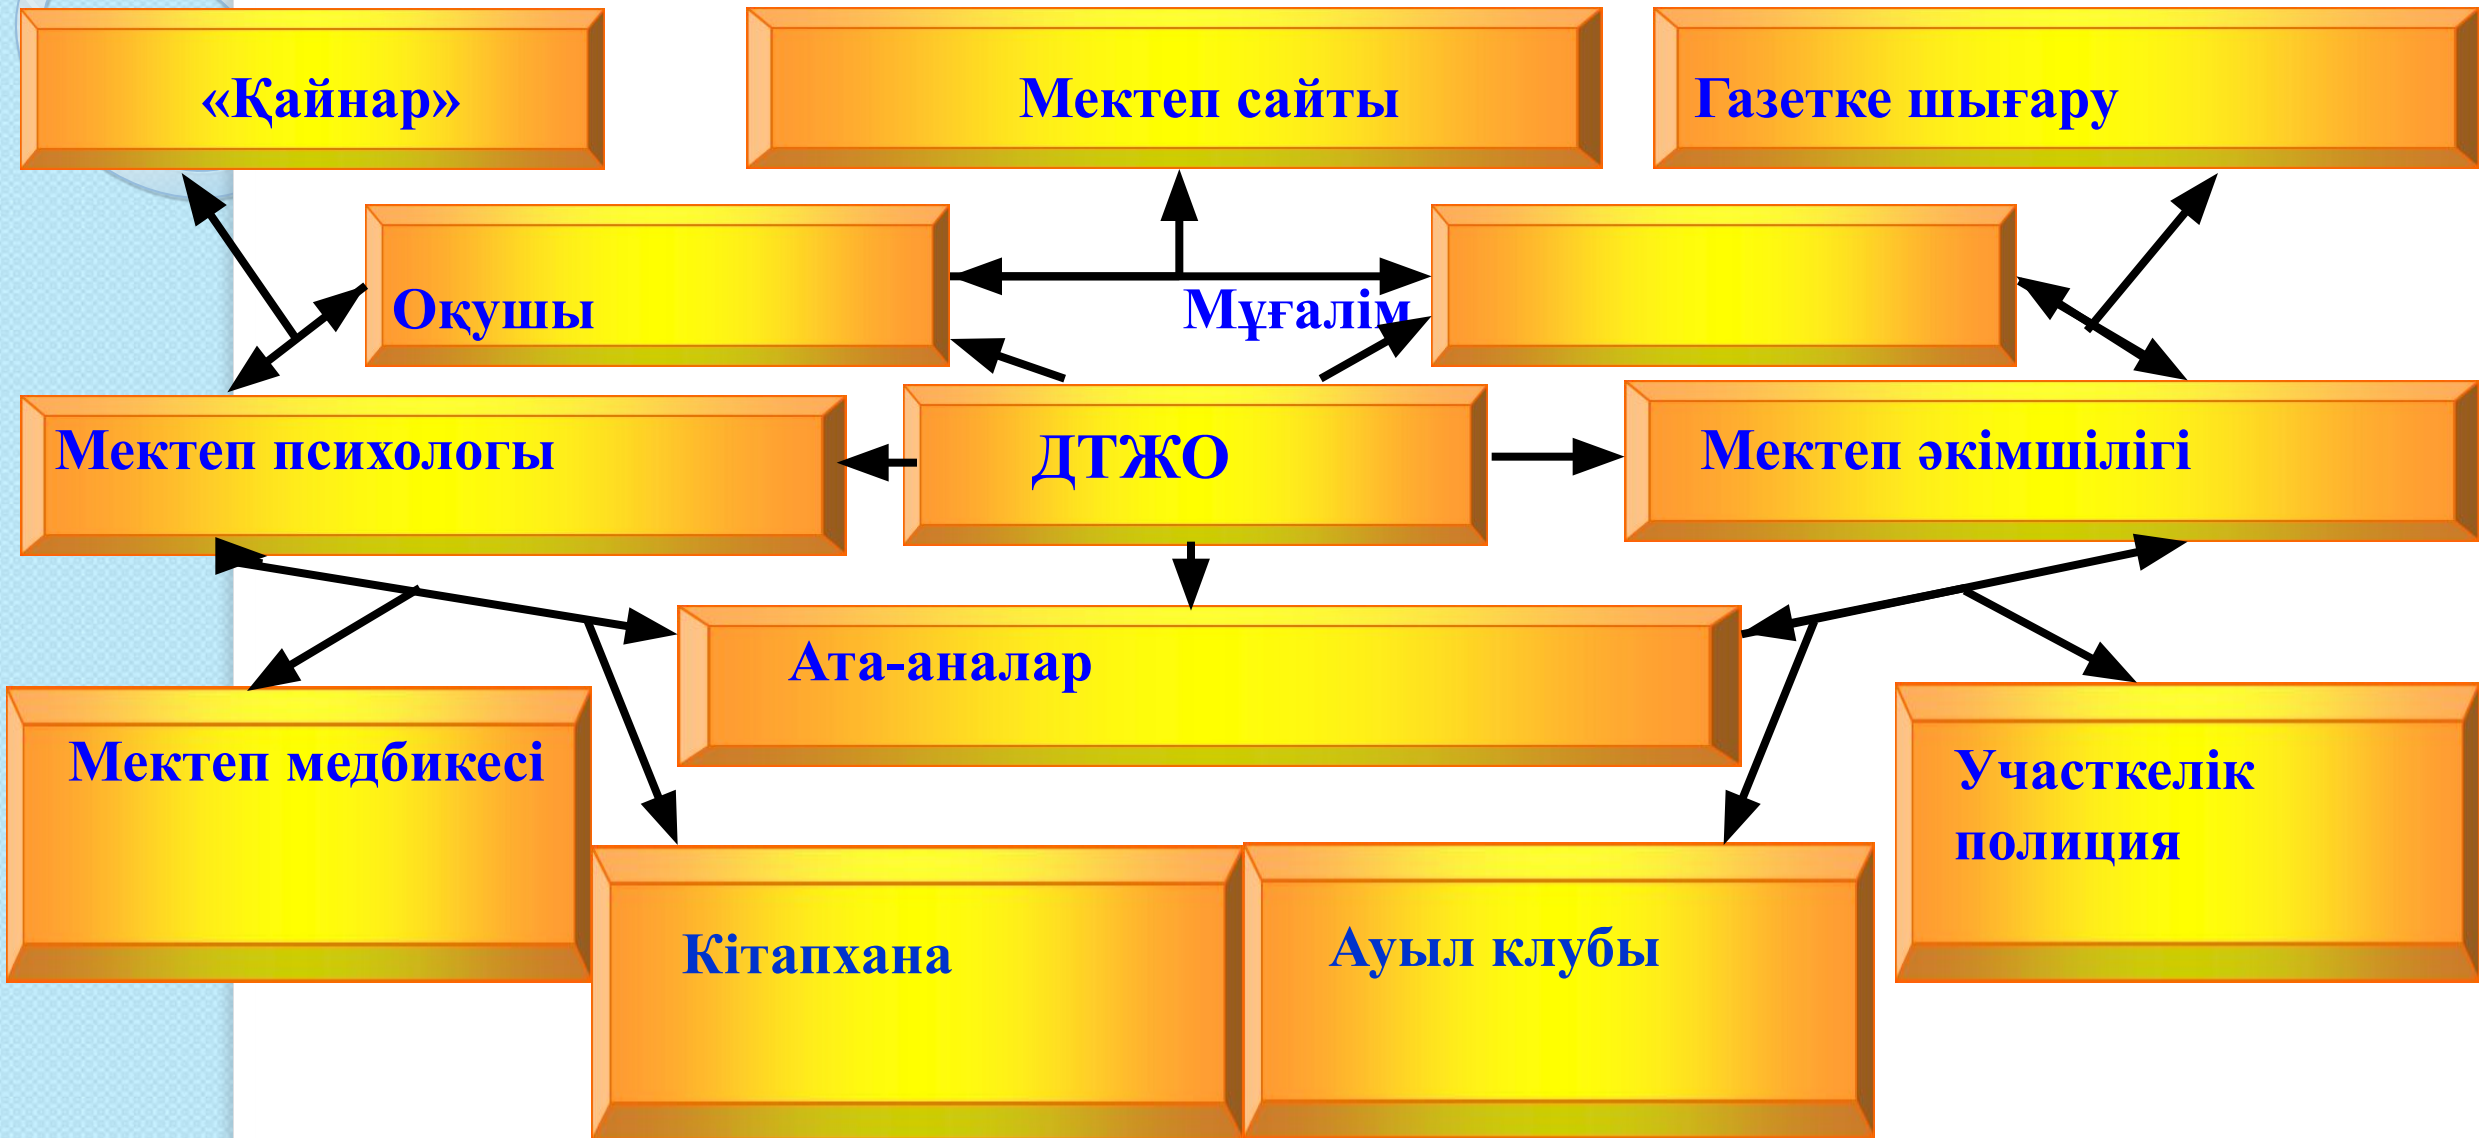 «Қайнар»
Мектеп сайты
Газетке шығару
Оқушы
Мұғалім
Мектеп психологы
ДТЖО
Мектеп әкімшілігі
Ата-аналар
Мектеп медбикесі
Участкелік
полиция
Кітапхана
Ауыл клубы